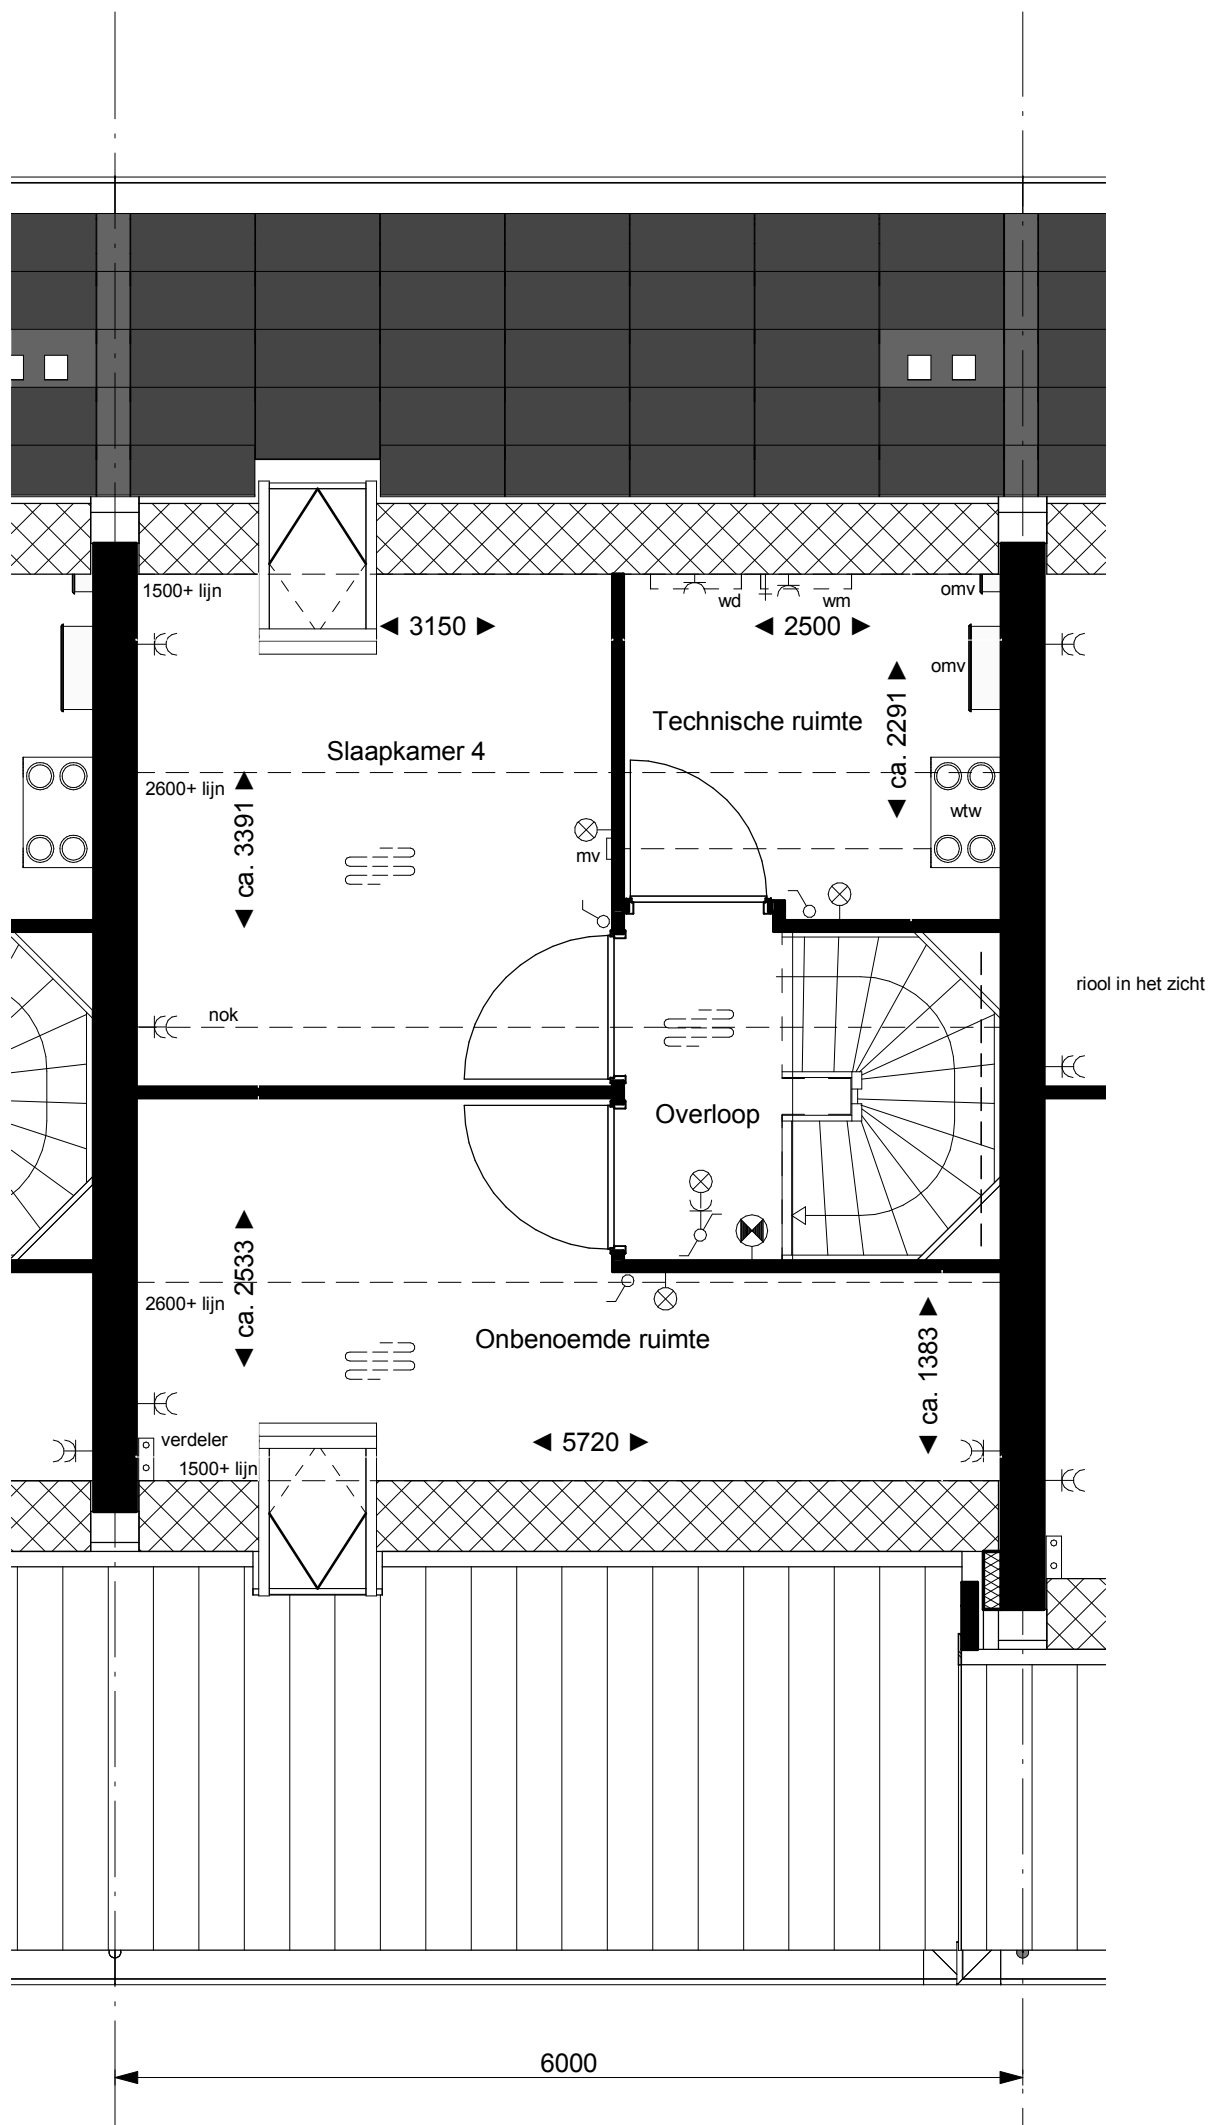 1500+ lijn
wd
wm
omv
◄ 3150 ►
◄ 2500 ►
omv
Technische ruimte
◄ ca. 2291 ►
Slaapkamer 4
2600+ lijn
◄ ca. 3391 ►
wtw
mv
riool in het zicht
nok
Overloop
◄ ca. 2533 ►
2600+ lijn
Onbenoemde ruimte
◄ ca. 1383 ►
verdeler
◄ 5720 ►
1500+ lijn
6000